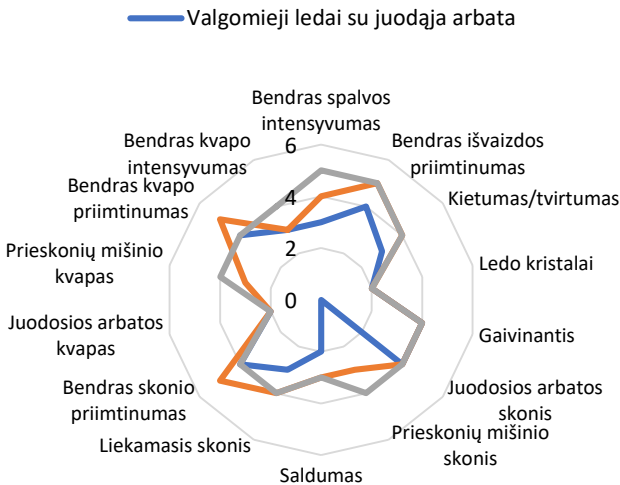 Valgomieji ledai su juodąja arbata
Bendras spalvos
intensyvumas
Bendras išvaizdos
priimtinumas
Kietumas/tvirtumas
Ledo kristalai
Gaivinantis
Juodosios arbatos
skonis
Prieskonių mišinio
skonis
Saldumas
Liekamasis skonis
Bendras skonio
priimtinumas
Juodosios arbatos
kvapas
Prieskonių mišinio
kvapas
Bendras kvapo
priimtinumas
Bendras kvapo
intensyvumas
6
4
2
0